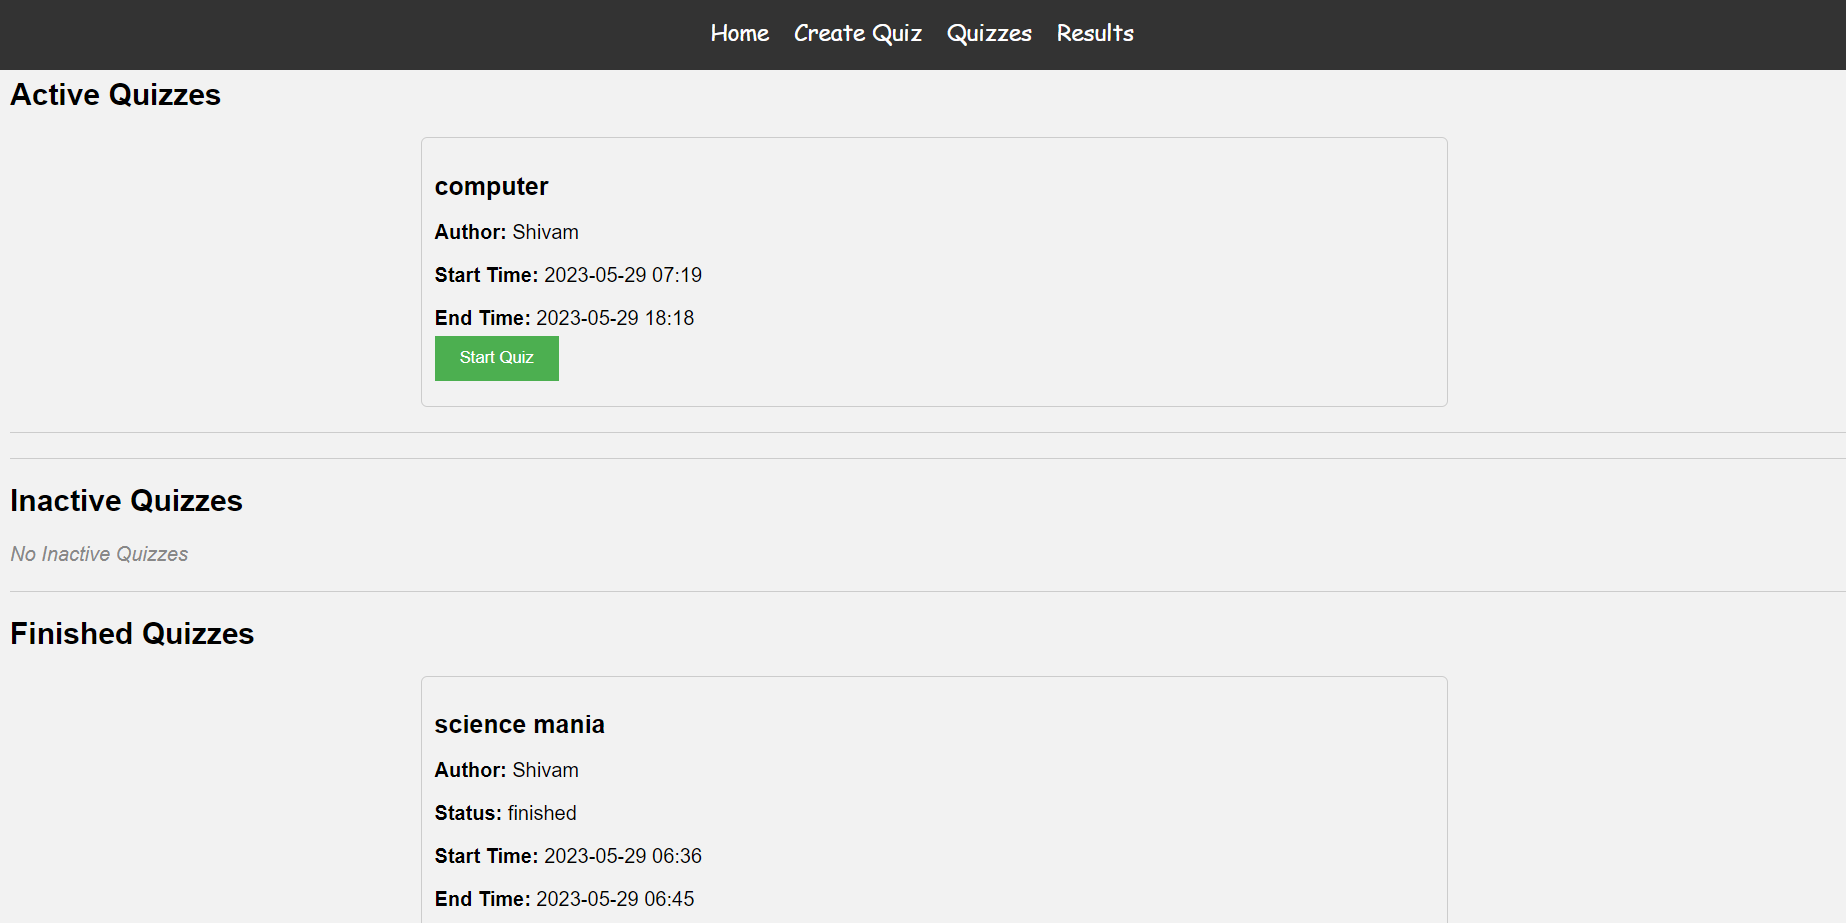 Home Create Quiz Quizzes Results
Active Quizzes
computer
Author: Shivam
Start Time: 2023-05-29 07:19
End Time: 2023-05-29 18:18
Start Quiz
Inactive Quizzes
No Inactive Quizzes
Finished Quizzes
science mania
Author: Shivam
Status: finished
Start Time: 2023-05-29 06:36
End Time: 2023-05-29 06:45